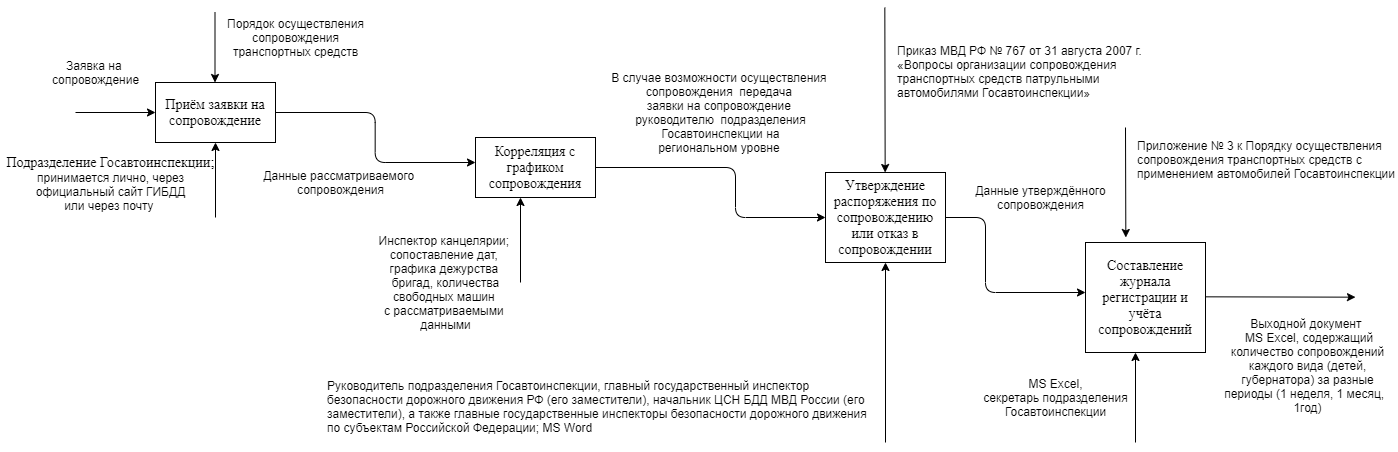 Порядок осуществления
сопровождения
транспортных средств
Заявка на
сопровождение
Приём заявки на
сопровождение
Подразделение Госавтоинспекции;
принимается лично, через
официальный сайт ГИБДД
или через почту
Данные рассматриваемого
сопровождения
Корреляция с
графиком
сопровождения
Инспектор канцелярии;
сопоставление дат,
графика дежурства
бригад, количества
свободных машин
с рассматриваемыми
данными
В случае возможности осуществления
сопровождения передача
заявки на сопровождение
руководителю подразделения
Госавтоинспекции на
региональном уровне
Приказ МВД РФ № 767 от 31 августа 2007 г.
«Вопросы организации сопровождения
транспортных средств патрульными
автомобилями Госавтоинспекции»
Утверждение
распоряжения по
сопровождению
или отказ в
сопровождении
Руководитель подразделения Госавтоинспекции, главный государственный инспектор
безопасности дорожного движения РФ (его заместители), начальник ЦСН БДД МВД России (его
заместители), а также главные государственные инспекторы безопасности дорожного движения
по субъектам Российской Федерации; MS Word
Данные утверждённого
сопровождения
Приложение № 3 к Порядку осуществления
сопровождения транспортных средств с
применением автомобилей Госавтоинспекции
Составление
журнала
регистрации и
учёта
сопровождений
MS Excel,
секретарь подразделения
Госавтоинспекции
Выходной документ
MS Excel, содержащий
количество сопровождений
каждого вида (детей,
губернатора) за разные
периоды (1 неделя, 1 месяц,
1год)